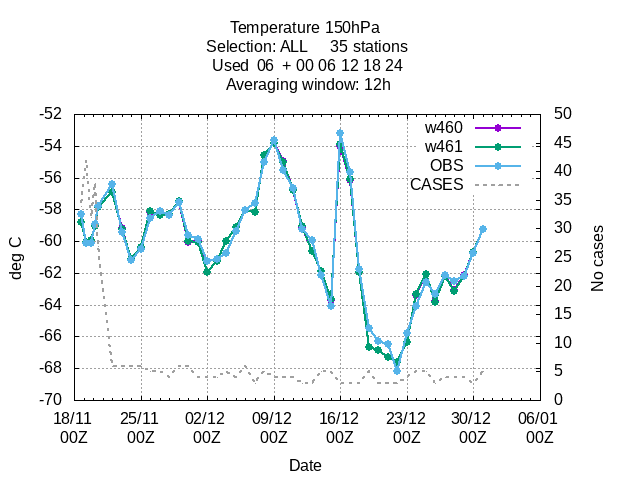 Temperature 150hPa
Selection: ALL 35 stations
Used 06 + 00 06 12 18 24
Averaging window: 12h
-52 50
w460
45
-54
w461
40
-56
OBS
CASES
35
-58
30
-60
25
-62
20
-64
15
-66
10
-68
5
-70 0
deg C
No cases
18/11 25/11 02/12 09/12 16/12 23/12 30/12 06/01
00Z 00Z 00Z 00Z 00Z 00Z 00Z 00Z
Date